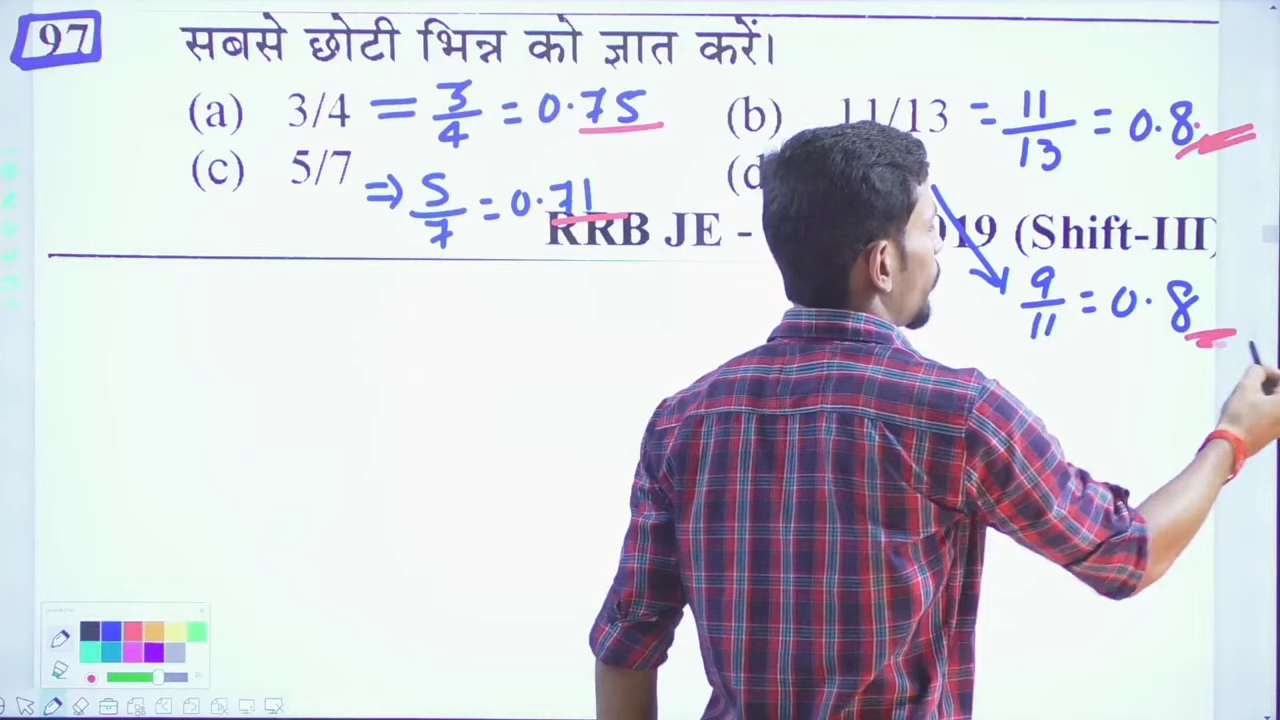 97 सबसे छोटी भिन्न को ज्ञात करें।
(a) 3/4 = 3/4 = 0.75 (b) 11/13 = 11/13 = 0.8
(c) 5/7 ⇒ 5/7 = 0.71 (d
RRB JE - 19 (Shift-III)
9/11 = 0.8